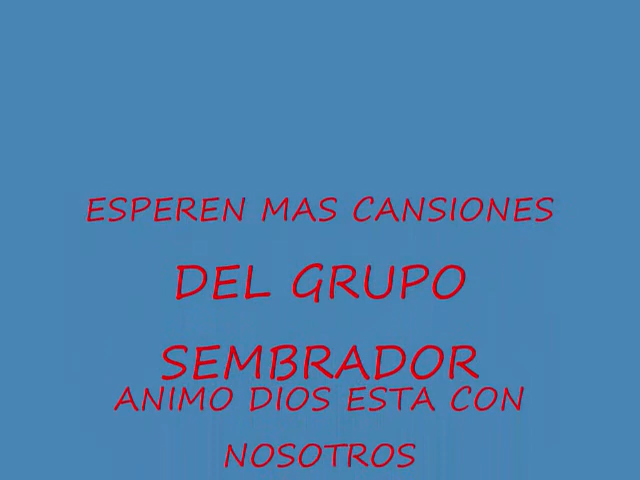 ESPEREN MAS CANSIONES
DEL GRUPO
SEMBRADOR
ANIMO DIOS ESTA CON
NOSOTROS